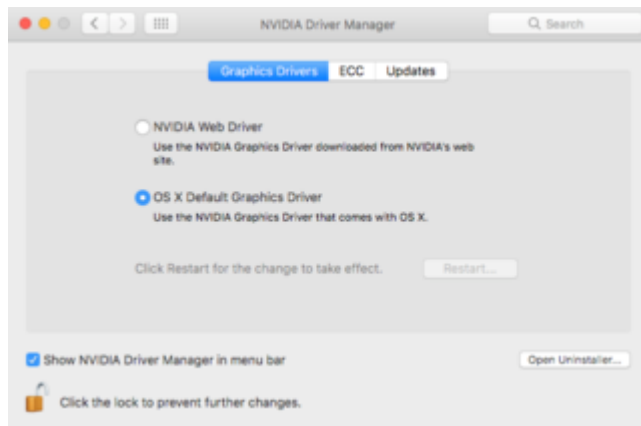 NVIDIA Driver Manager
Search
Graphics Drivers ECC Updates
NVIDIA Web Driver
Use the NVIDIA Graphics Driver downloaded from NVIDIA's web
site.
OS X Default Graphics Driver
Use the NVIDIA Graphics Driver that comes with OS X.
Click Restart for the change to take effect. Restart...
Show NVIDIA Driver Manager in menu bar
Open Uninstaller...
Click the lock to prevent further changes.